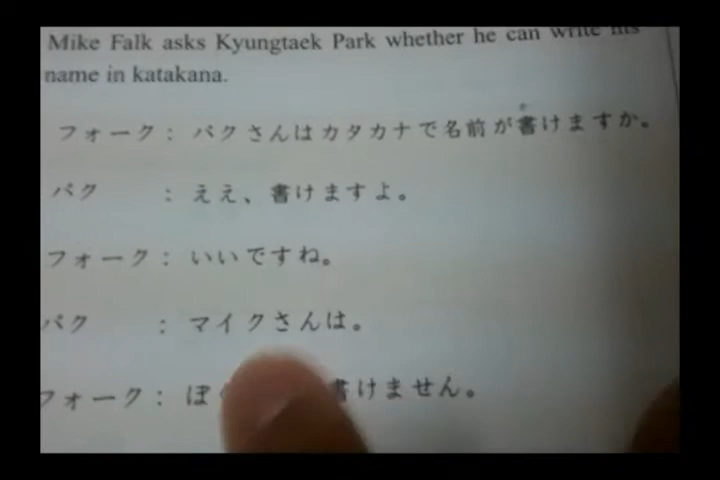 Mike Falk asks Kyungtaek Park whether he can write his
name in katakana.
フォーク： パクさんはカタカナで名前が書けますか。
パク ： ええ、書けますよ。
フォーク： いいですね。
パク ： マイクさんは。
フォーク： ぼ 書けません。